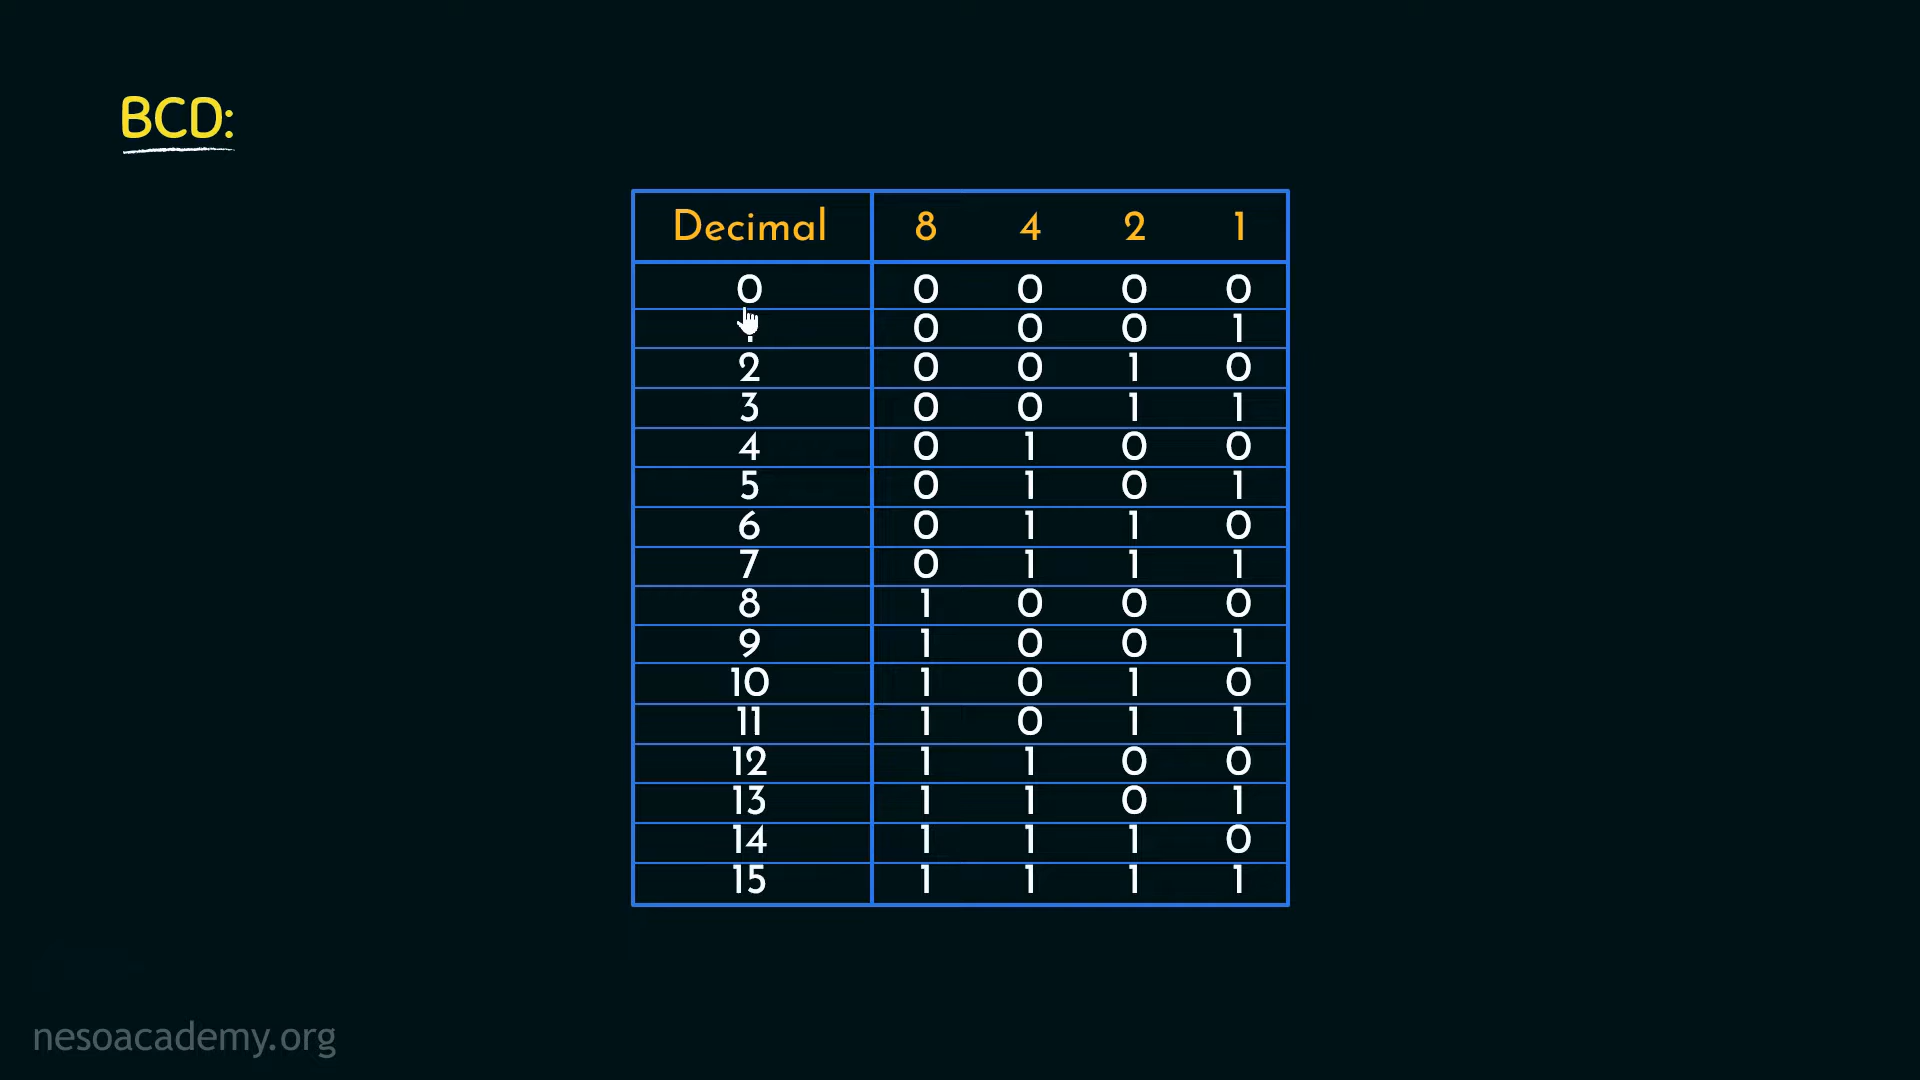 BCD:
Decimal 8 4 2 1
0 0 0 0 0
0 0 0 1
2 0 0 1 0
3 0 0 1 1
4 0 1 0 0
5 0 1 0 1
6 0 1 1 0
7 0 1 1 1
8 1 0 0 0
9 1 0 0 1
10 1 0 1 0
11 1 0 1 1
12 1 1 0 0
13 1 1 0 1
14 1 1 1 0
15 1 1 1 1
nesoacademy.org